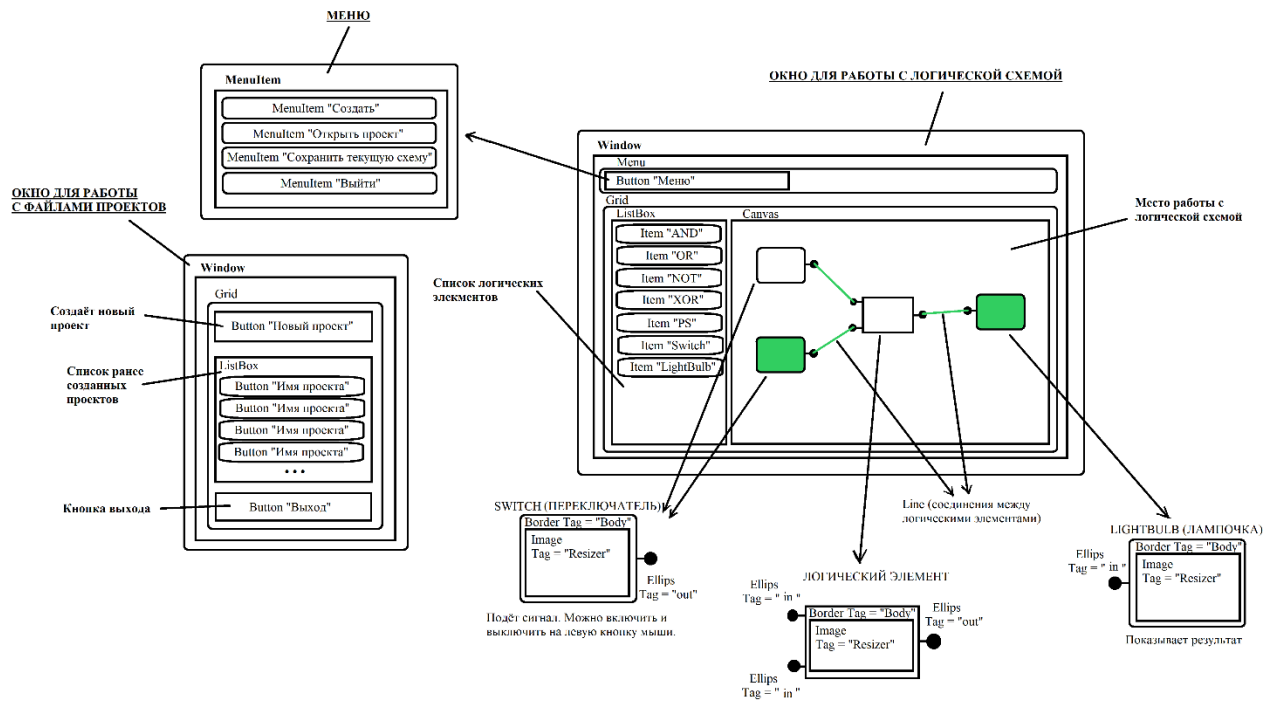 МЕНЮ
MenuItem
MenuItem "Создать"
MenuItem "Открыть проект"
MenuItem "Сохранить текущую схему"
MenuItem "Выйти"
ОКНО ДЛЯ РАБОТЫ
С ФАЙЛАМИ ПРОЕКТОВ
Window
Grid
Создаёт новый
проект
Button "Новый проект"
Список ранее
созданных
проектов
ListBox
Button "Имя проекта"
Button "Имя проекта"
Button "Имя проекта"
Button "Имя проекта"
...
Кнопка выхода
Button "Выход"
ОКНО ДЛЯ РАБОТЫ С ЛОГИЧЕСКОЙ СХЕМОЙ
Window
Menu
Button "Меню"
Grid
ListBox
Item "AND"
Item "OR"
Item "NOT"
Item "XOR"
Item "PS"
Item "Switch"
Item "LightBulb"
Canvas
Место работы с
логической схемой
Список логических
элекментов
SWITCH (ПЕРЕКЛЮЧАТЕЛЬ)
Border Tag = "Body"
Image
Tag = "Resizer"
Ellips
Tag = "out"
Подёт сигнал. Можно включить и
выключить на левую кнопку мыши.
Line (соединения между
логическими элементами)
ЛОГИЧЕСКИЙ ЭЛЕМЕНТ
Ellips
Tag = " in "
Border Tag = "Body"
Image
Tag = "Resizer"
Ellips
Tag = "out"
Ellips
Tag = " in "
LIGHTBULB (ЛАМПОЧКА)
Ellips
Tag = " in "
Border Tag = "Body"
Image
Tag = "Resizer"
Показывает результат